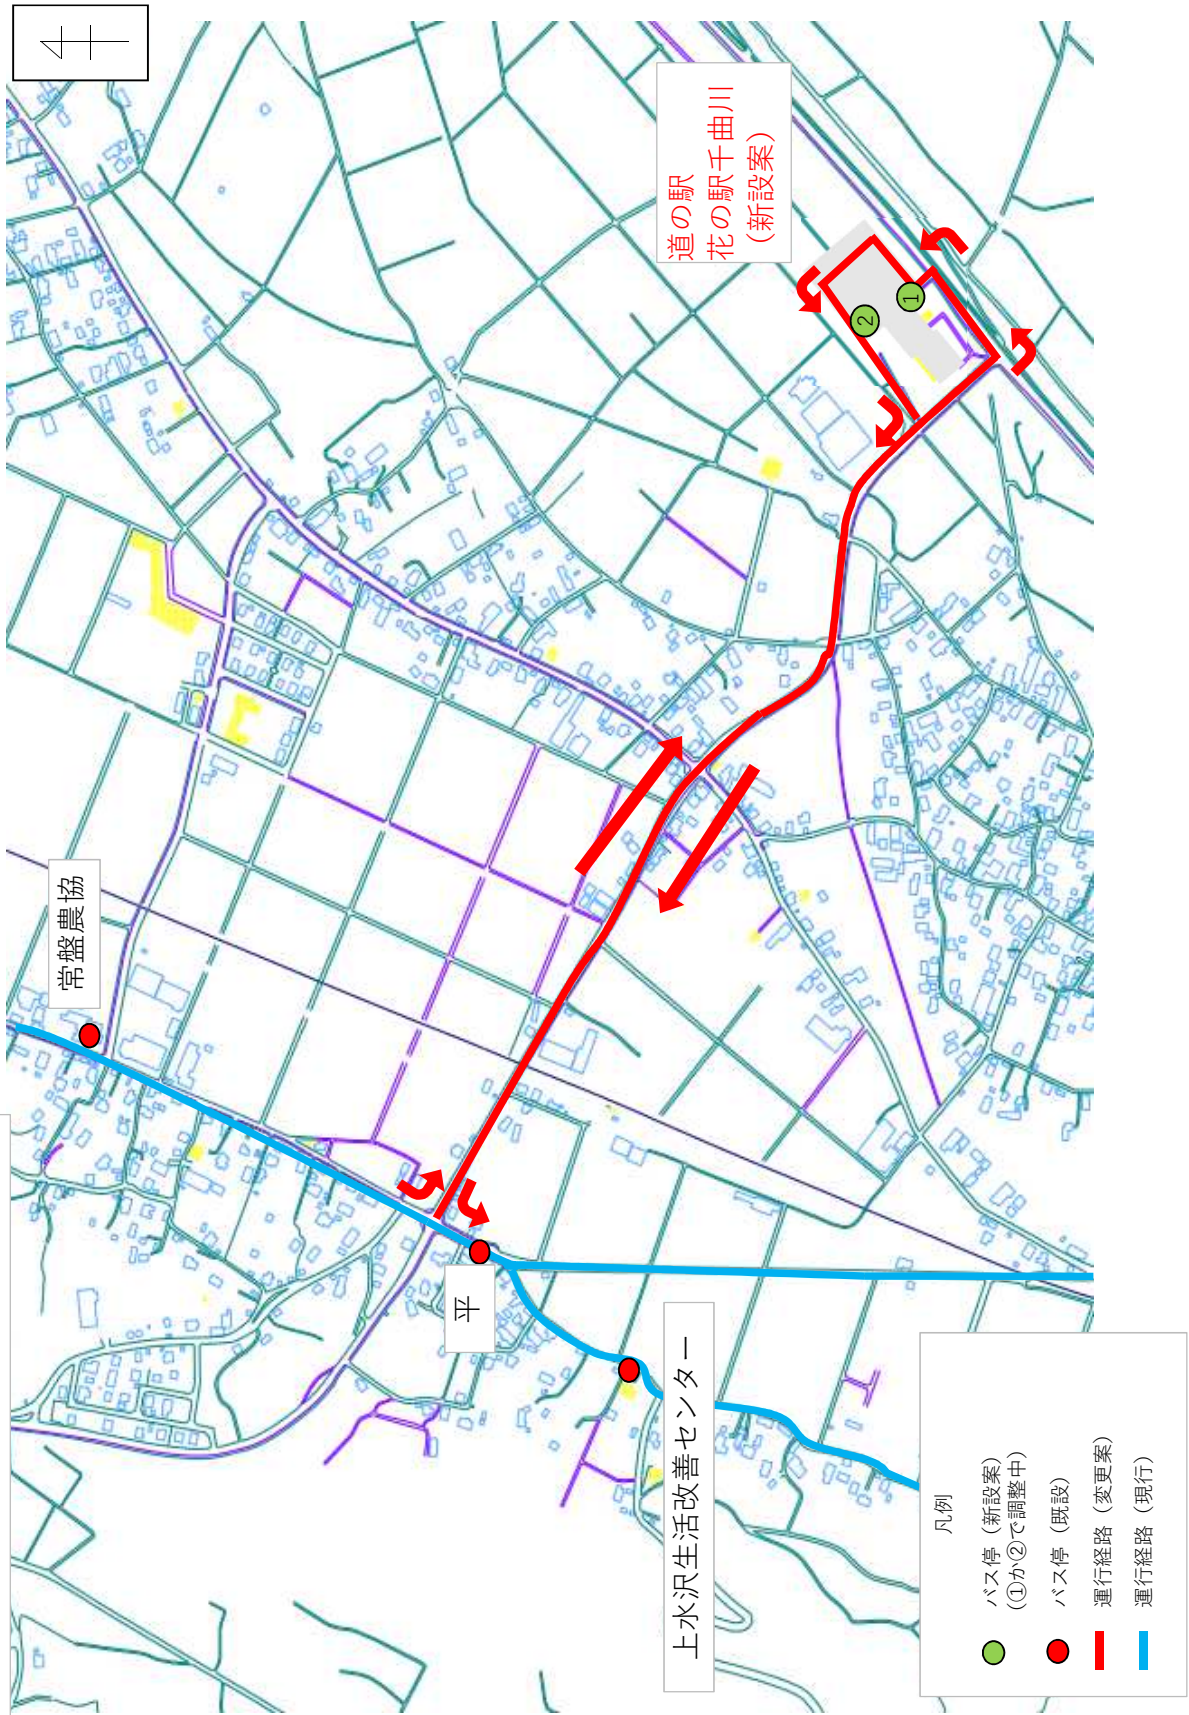 常盤農協
平
上水沢生活改善センター
道の駅
花の駅千曲川
（新設案）
①
②
凡例
バス停（新設案）
（①か②で調整中）
バス停（既設）
運行経路（変更案）
運行経路（現行）